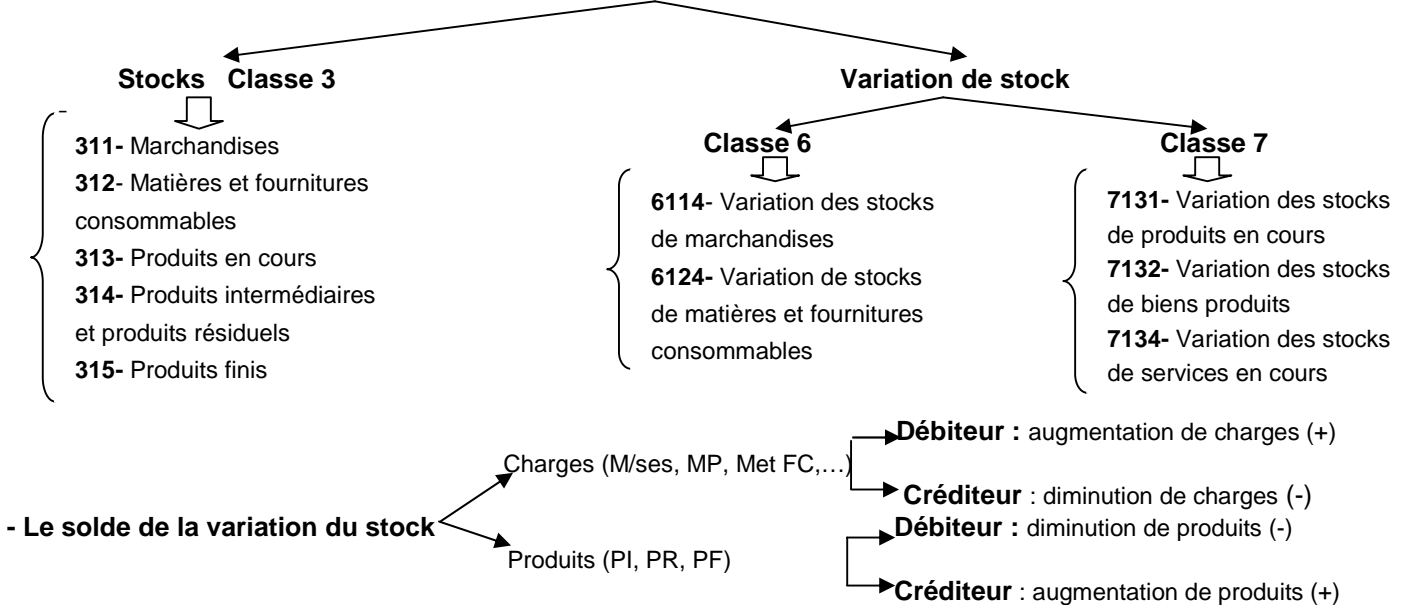 Stocks Classe 3
Variation de stock
311- Marchandises
312- Matières et fournitures
consommables
313- Produits en cours
314- Produits intermédiaires
et produits résiduels
315- Produits finis
Classe 6
6114- Variation des stocks
de marchandises
6124- Variation de stocks
de matières et fournitures
consommables
Classe 7
7131- Variation des stocks
de produits en cours
7132- Variation des stocks
de biens produits
7134- Variation des stocks
de services en cours
- Le solde de la variation du stock
Charges (M/ses, MP, Met FC,…)
Débiteur : augmentation de charges (+)
Créditeur : diminution de charges (-)
Produits (PI, PR, PF)
Débiteur : diminution de produits (-)
Créditeur : augmentation de produits (+)